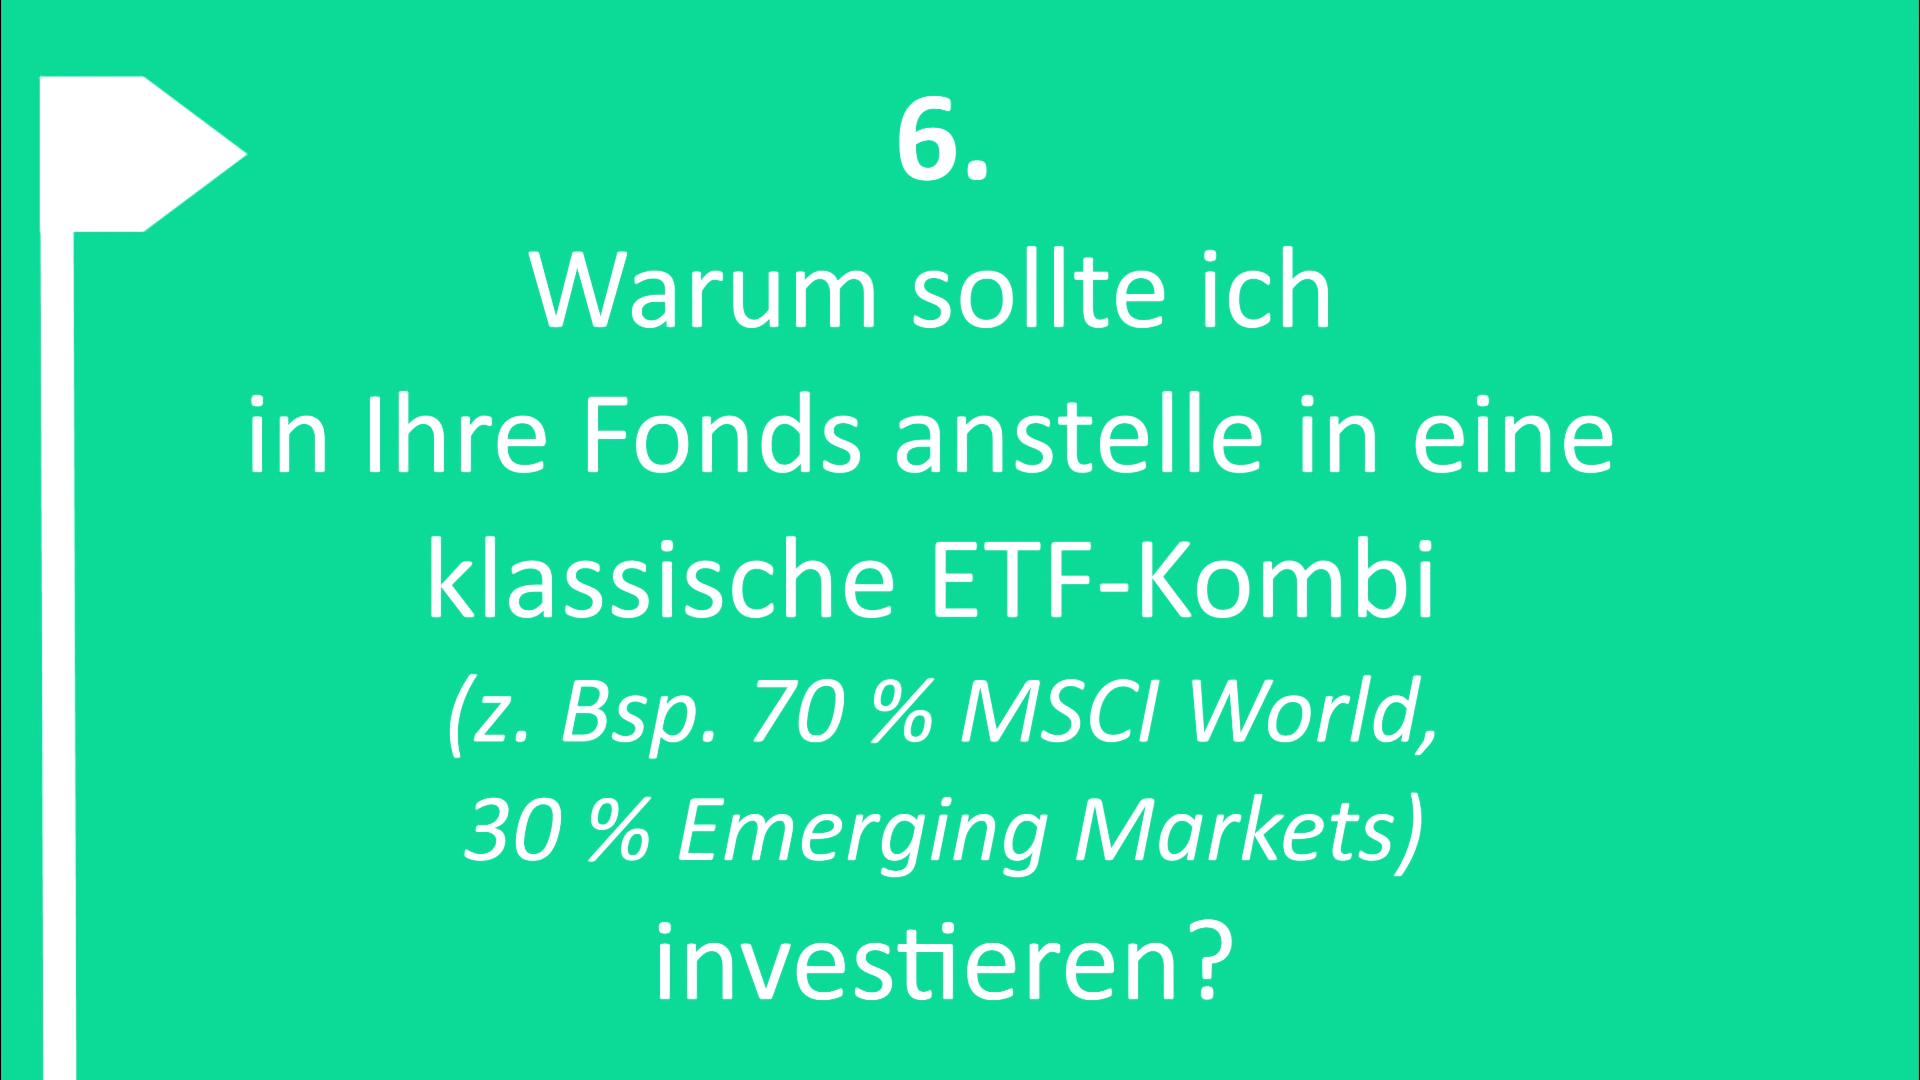 6.
Warum sollte ich
in Ihre Fonds anstelle in eine
klassische ETF-Kombi
(z. Bsp. 70 % MSCI World,
30 % Emerging Markets)
investieren?